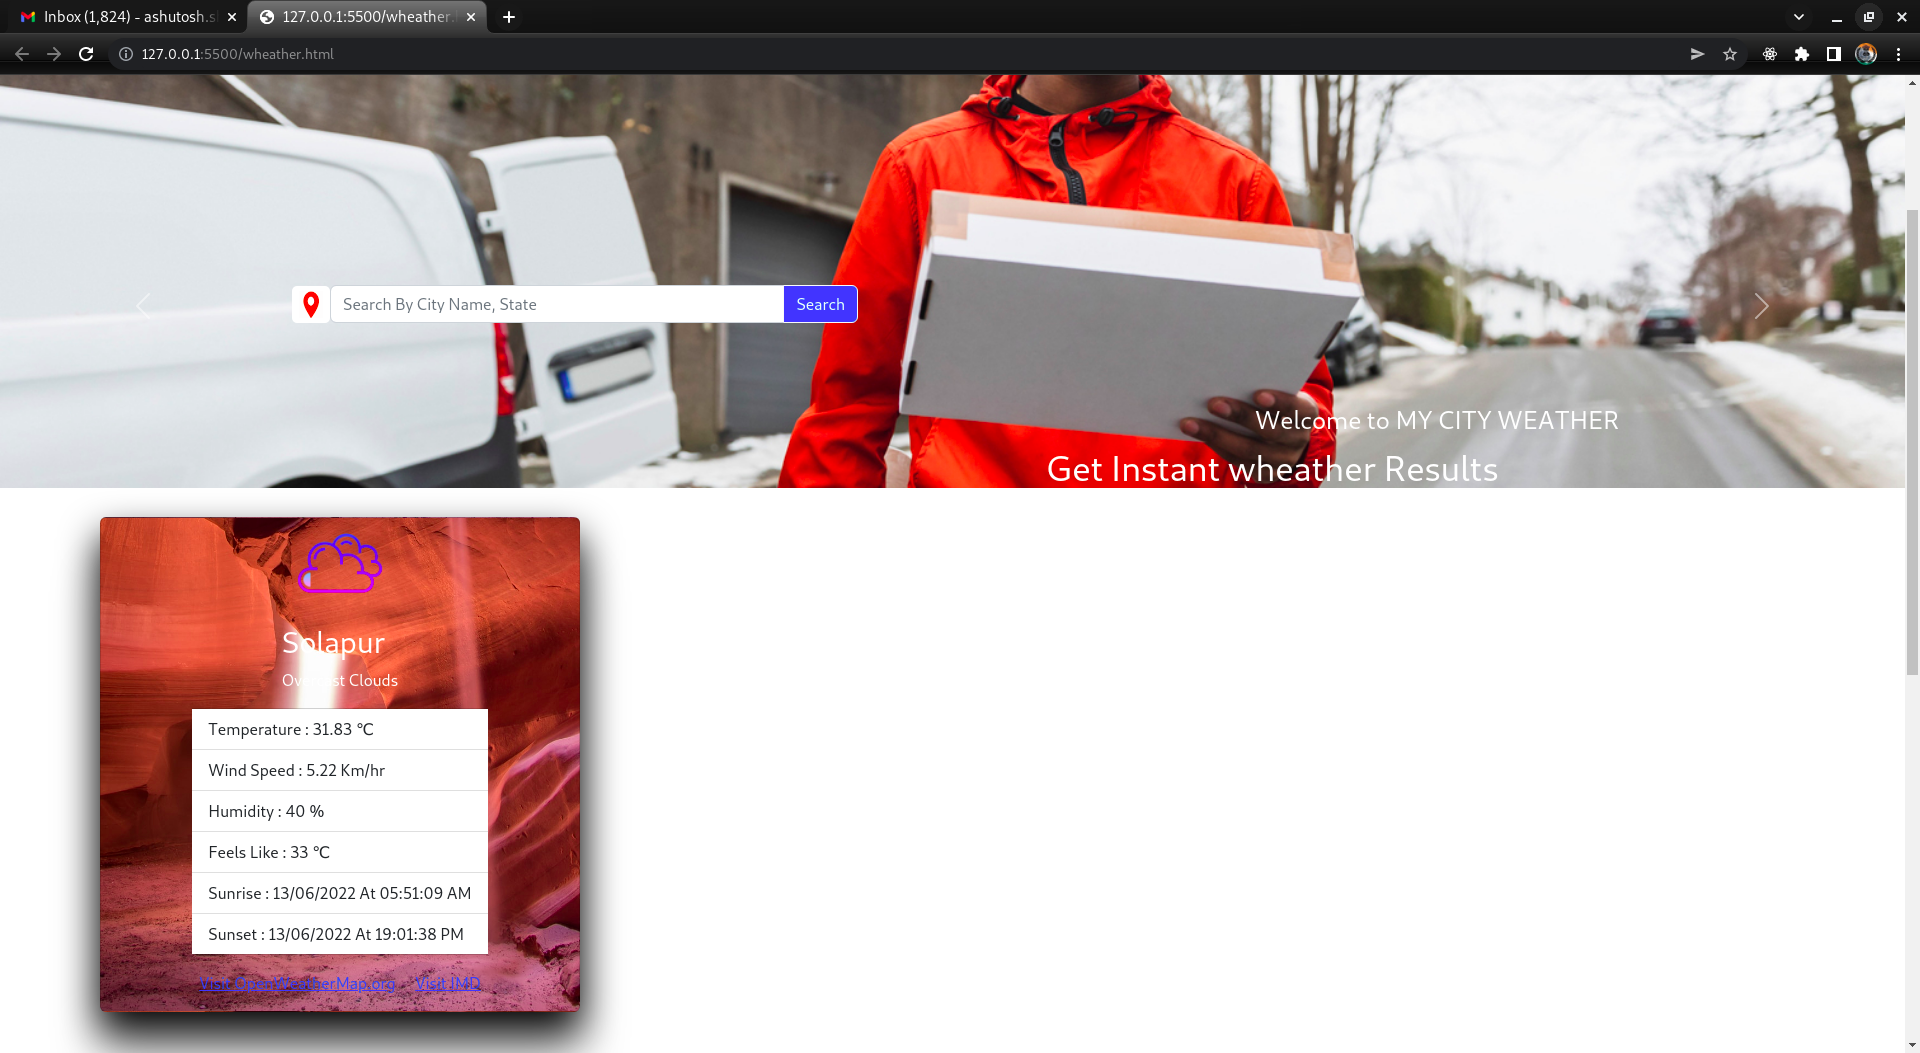 Inbox (1,824) - ashutosh.s
127.0.0.1:5500/wheather.
127.0.0.1:5500/wheather.html
Search By City Name, State
Search
Welcome to MY CITY WEATHER
Get Instant wheather Results
Solapur
Overcast Clouds
Temperature : 31.83 °C
Wind Speed : 5.22 Km/hr
Humidity : 40 %
Feels Like : 33 °C
Sunrise : 13/06/2022 At 05:51:09 AM
Sunset : 13/06/2022 At 19:01:38 PM
Visit OpenWeatherMap.org Visit IMD